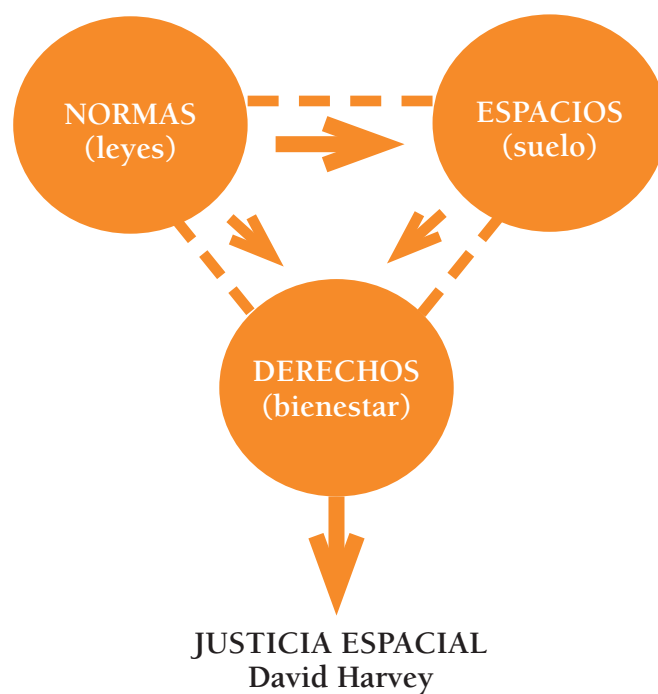 NORMAS
(leyes)
ESPACIOS
(suelo)
DERECHOS
(bienestar)
JUSTICIA ESPACIAL
David Harvey